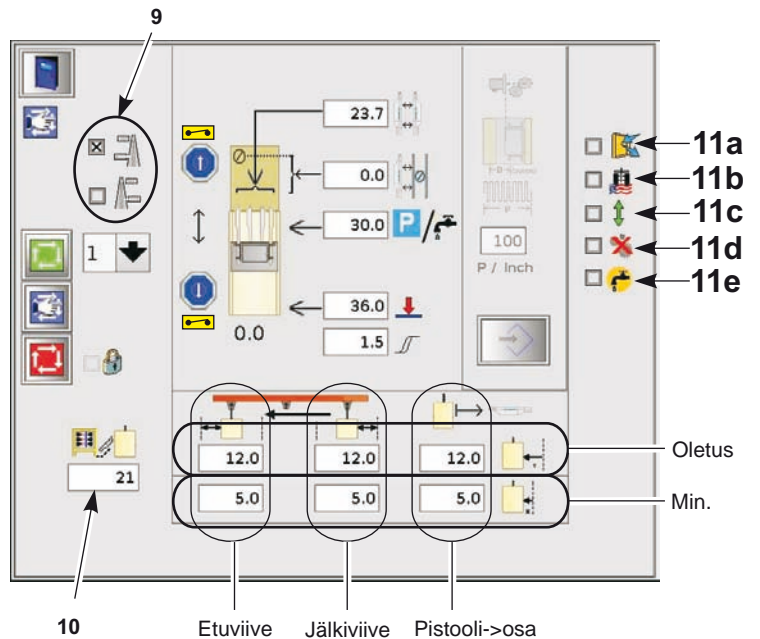 9
23.7
0.0
30.0 P/
36.0
1.5
0.0
1
100
P / Inch
11a
11b
11c
11d
11e
21
12.0 12.0 12.0 Oletus
5.0 5.0 5.0 Min.
10 Etuviive Jälkiviive Pistooli->osa